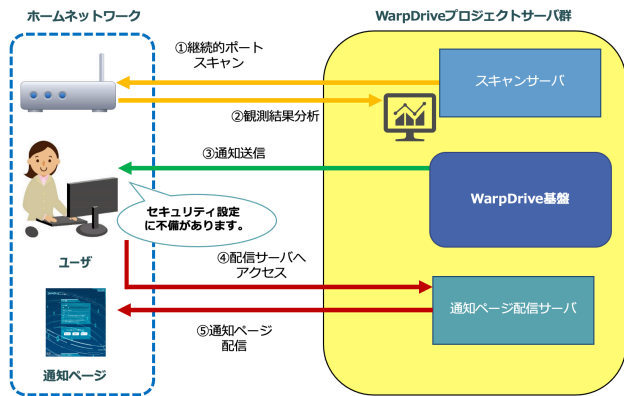 ホームネットワーク
WarpDriveプロジェクトサーバ群
①継続的ポート
スキャン
スキャンサーバ
②観測結果分析
③通知送信
WarpDrive基盤
セキュリティ設定
に不備があります。
ユーザ
④配信サーバへ
アクセス
通知ページ配信サーバ
⑤通知ページ
配信
通知ページ